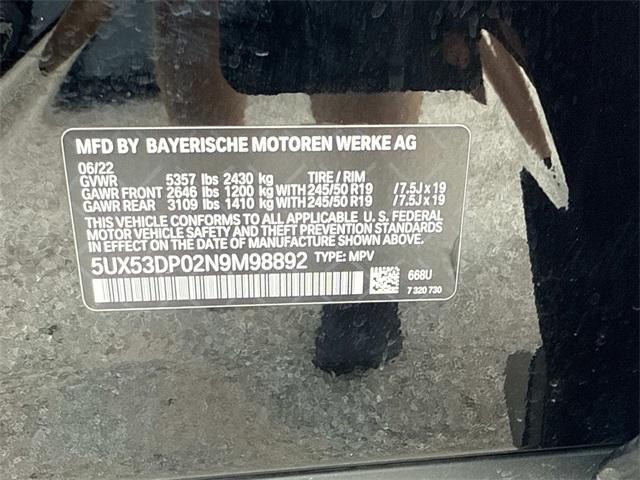 MFD BY BAYERISCHE MOTOREN WERKE AG
06/22
GVWR 5357 lbs 2430 kg TIRE / RIM
GAWR FRONT 2646 lbs 1200 kg WITH 245/50 R19 /7.5J x 19
GAWR REAR 3109 lbs 1410 kg WITH 245/50 R19 /7.5J x 19
THIS VEHICLE CONFORMS TO ALL APPLICABLE U. S. FEDERAL
MOTOR VEHICLE SAFETY AND THEFT PREVENTION STANDARDS
IN EFFECT ON THE DATE OF MANUFACTURE SHOWN ABOVE.
5UX53DP02N9M98892 TYPE: MPV
668U
7 320 730